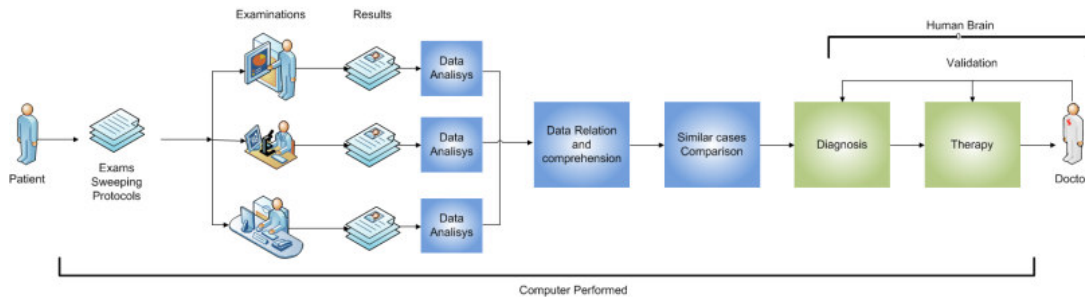 Examinations
Results
Human Brain
Validation
Data
Analisys
Data
Analisys
Data
Analisys
Patient
Exams
Sweeping
Protocols
Data Relation
and
comprehension
Similar cases
Comparison
Diagnosis
Therapy
Docto
Computer Performed